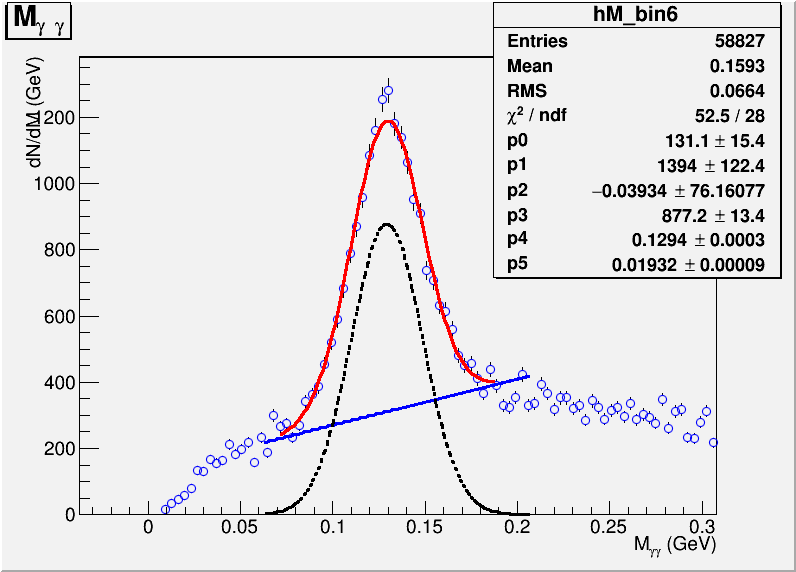 M_γ γ
hM_bin6
Entries 58827
Mean 0.1593
RMS 0.0664
χ² / ndf 52.5 / 28
p0 131.1 ± 15.4
p1 1394 ± 122.4
p2 −0.03934 ± 76.16077
p3 877.2 ± 13.4
p4 0.1294 ± 0.0003
p5 0.01932 ± 0.00009
dN/dM (GeV)
1200
1000
800
600
400
200
0
0 0.05 0.1 0.15 0.2 0.25 0.3
M_γγ (GeV)